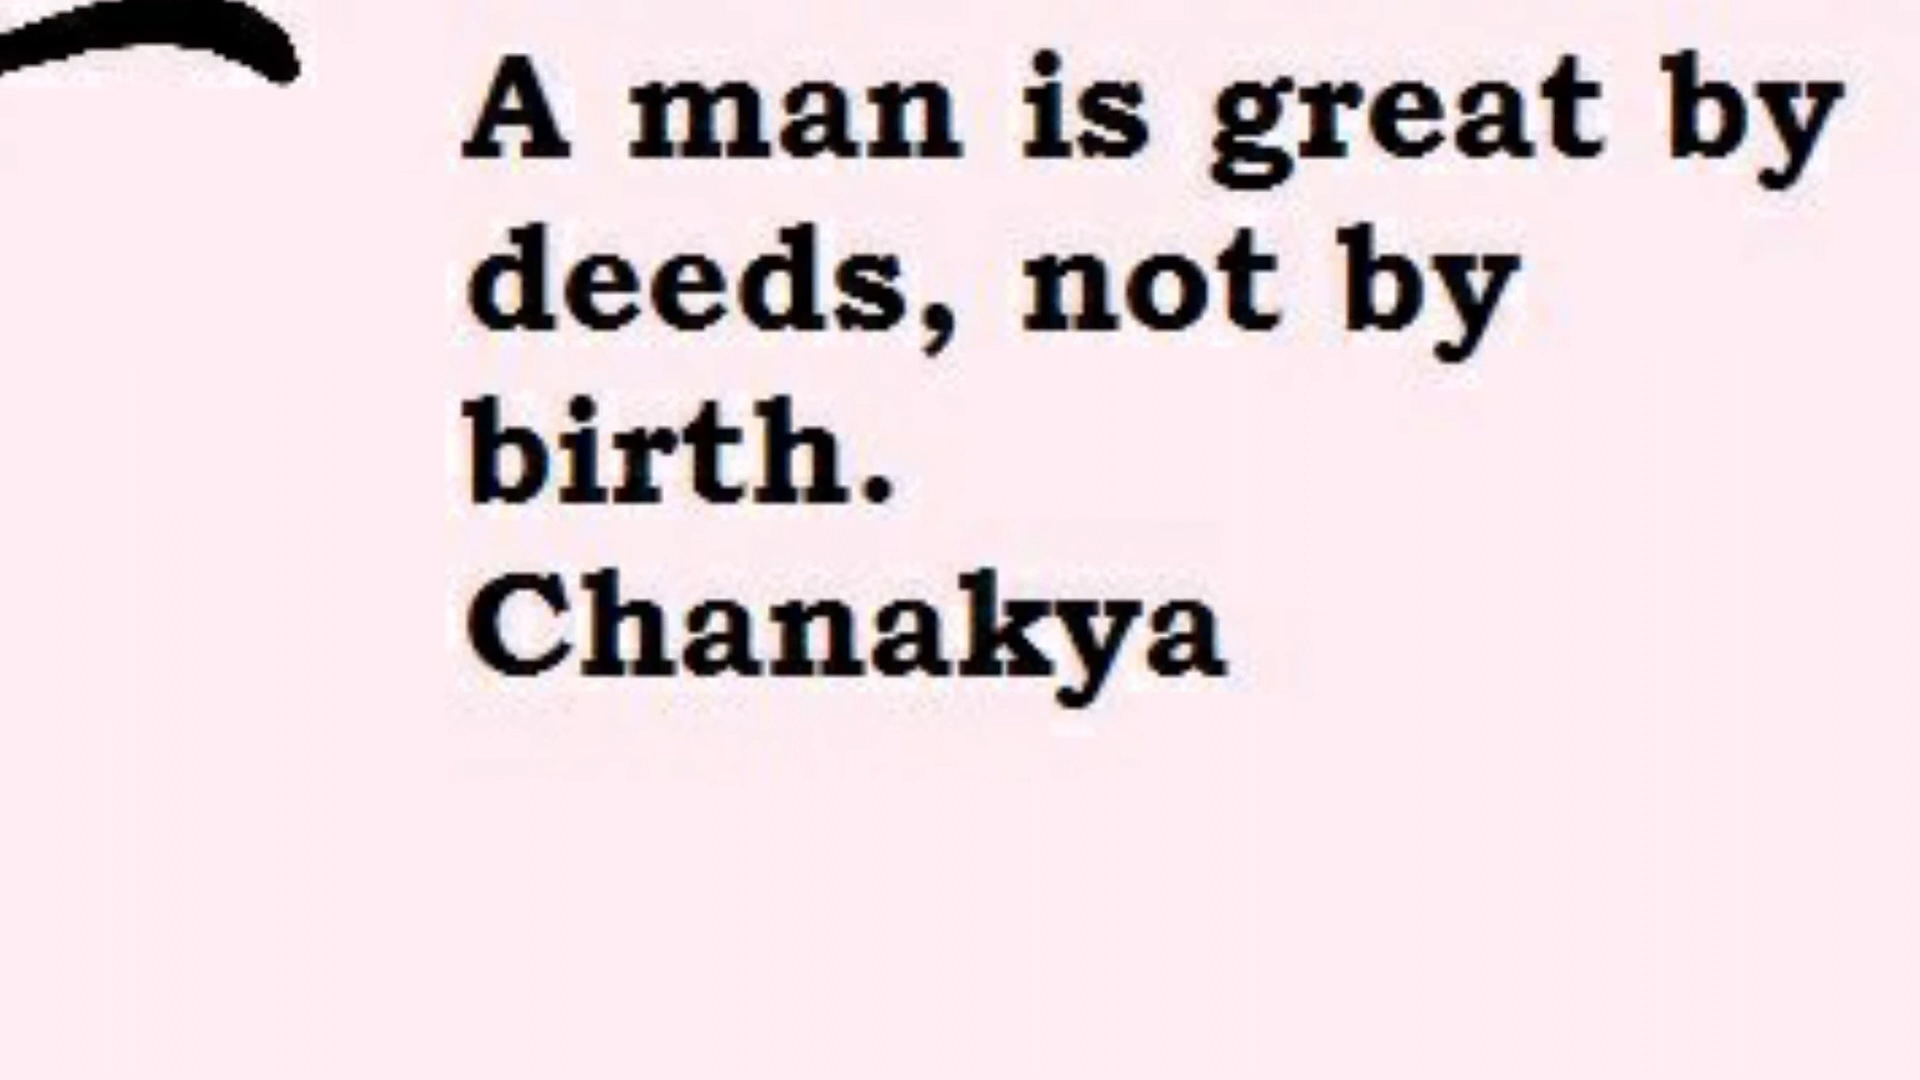 A man is great by
deeds, not by
birth.
Chanakya